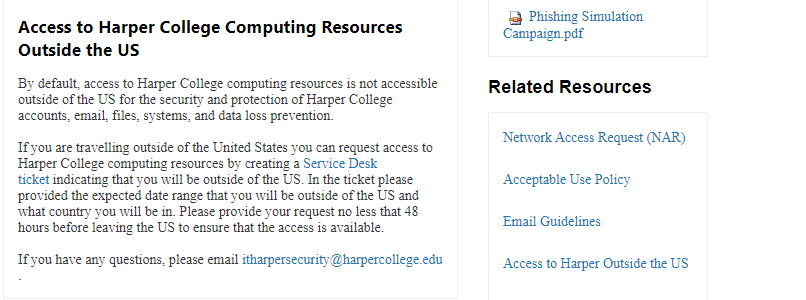 Access to Harper College Computing Resources
Outside the US
By default, access to Harper College computing resources is not accessible
outside of the US for the security and protection of Harper College
accounts, email, files, systems, and data loss prevention.
If you are travelling outside of the United States you can request access to
Harper College computing resources by creating a Service Desk
ticket indicating that you will be outside of the US. In the ticket please
provided the expected date range that you will be outside of the US and
what country you will be in. Please provide your request no less that 48
hours before leaving the US to ensure that the access is available.
If you have any questions, please email itharpersecurity@harpercollege.edu
.
Phishing Simulation
Campaign.pdf
Related Resources
Network Access Request (NAR)
Acceptable Use Policy
Email Guidelines
Access to Harper Outside the US